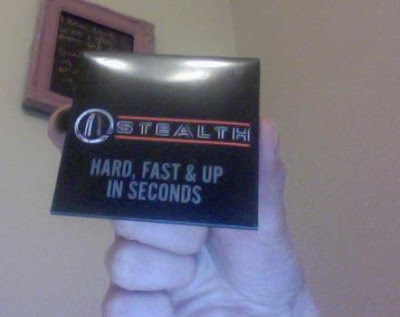 STEALTH
HARD, FAST & UP
IN SECONDS